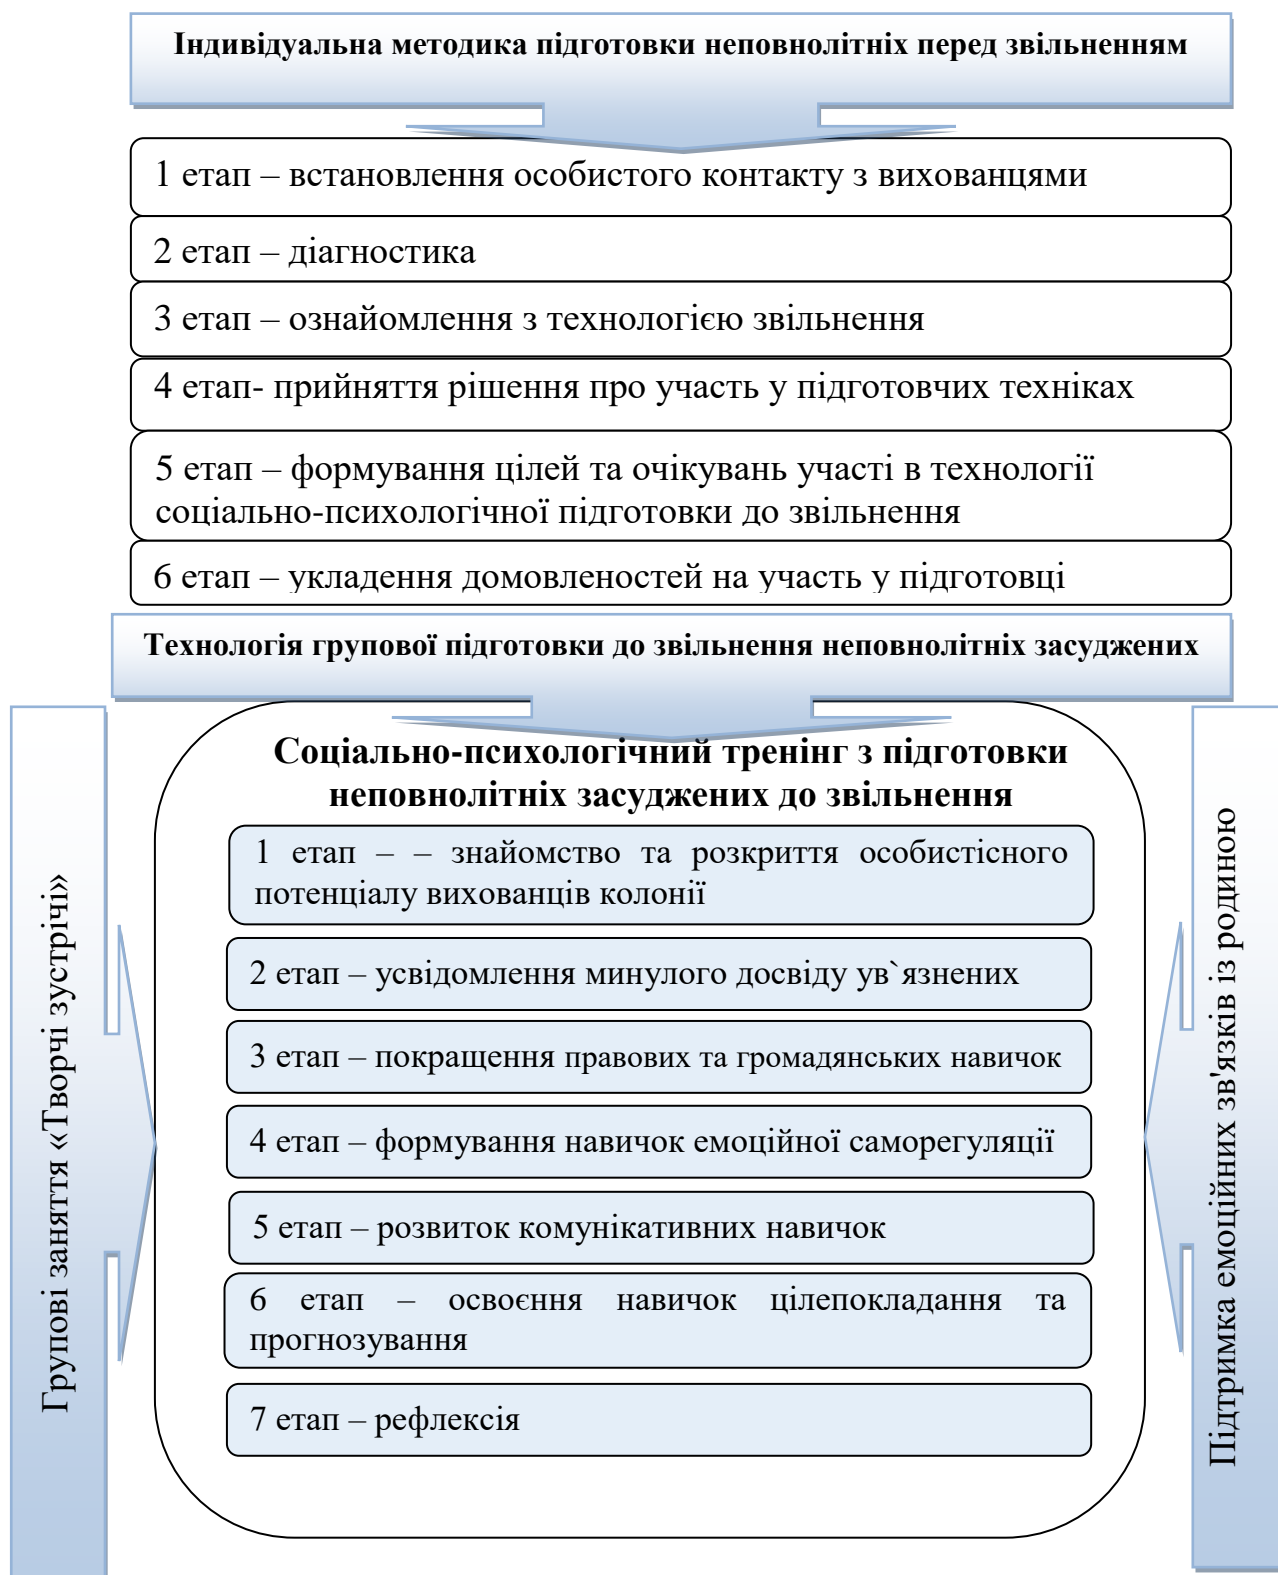 Індивідуальна методика підготовки неповнолітніх перед звільненням
1 етап – встановлення особистого контакту з вихованцями
2 етап – діагностика
3 етап – ознайомлення з технологією звільнення
4 етап- прийняття рішення про участь у підготовчих техніках
5 етап – формування цілей та очікувань участі в технології
соціально-психологічної підготовки до звільнення
6 етап – укладення домовленостей на участь у підготовці
Технологія групової підготовки до звільнення неповнолітніх засуджених
Групові заняття «Творчі зустрічі»
Соціально-психологічний тренінг з підготовки
неповнолітніх засуджених до звільнення
1 етап – – знайомство та розкриття особистісного
потенціалу вихованців колонії
2 етап – усвідомлення минулого досвіду ув`язнених
3 етап – покращення правових та громадянських навичок
4 етап – формування навичок емоційної саморегуляції
5 етап – розвиток комунікативних навичок
6 етап – освоєння навичок цілепокладання та
прогнозування
7 етап – рефлексія
Підтримка емоційних зв'язків із родиною